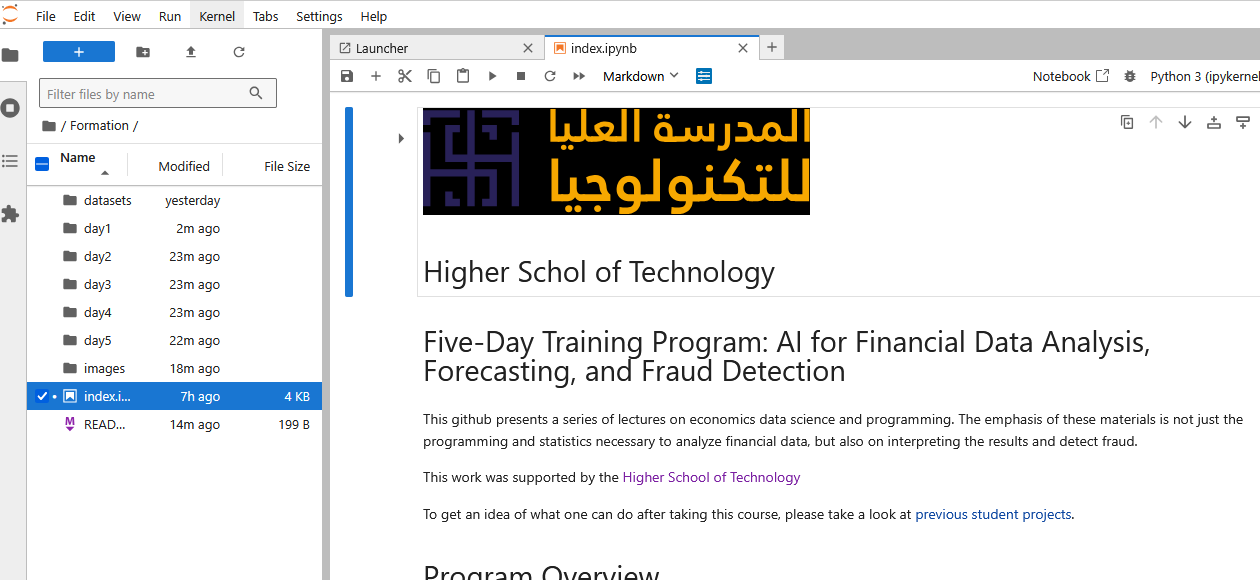 File Edit View Run Kernel Tabs Settings Help
Launcher
index.ipynb
Markdown
Notebook
Python 3 (ipykernel
Filter files by name
/ Formation /
Name Modified File Size
datasets yesterday
day1 2m ago
day2 23m ago
day3 23m ago
day4 23m ago
day5 22m ago
images 18m ago
index.i... 7h ago 4 KB
READ... 14m ago 199 B
المدرسة العليا
للتكنولوجيا
Higher Schol of Technology
Five-Day Training Program: AI for Financial Data Analysis,
Forecasting, and Fraud Detection
This github presents a series of lectures on economics data science and programming. The emphasis of these materials is not just the
programming and statistics necessary to analyze financial data, but also on interpreting the results and detect fraud.
This work was supported by the Higher School of Technology
To get an idea of what one can do after taking this course, please take a look at previous student projects.
Program Overview